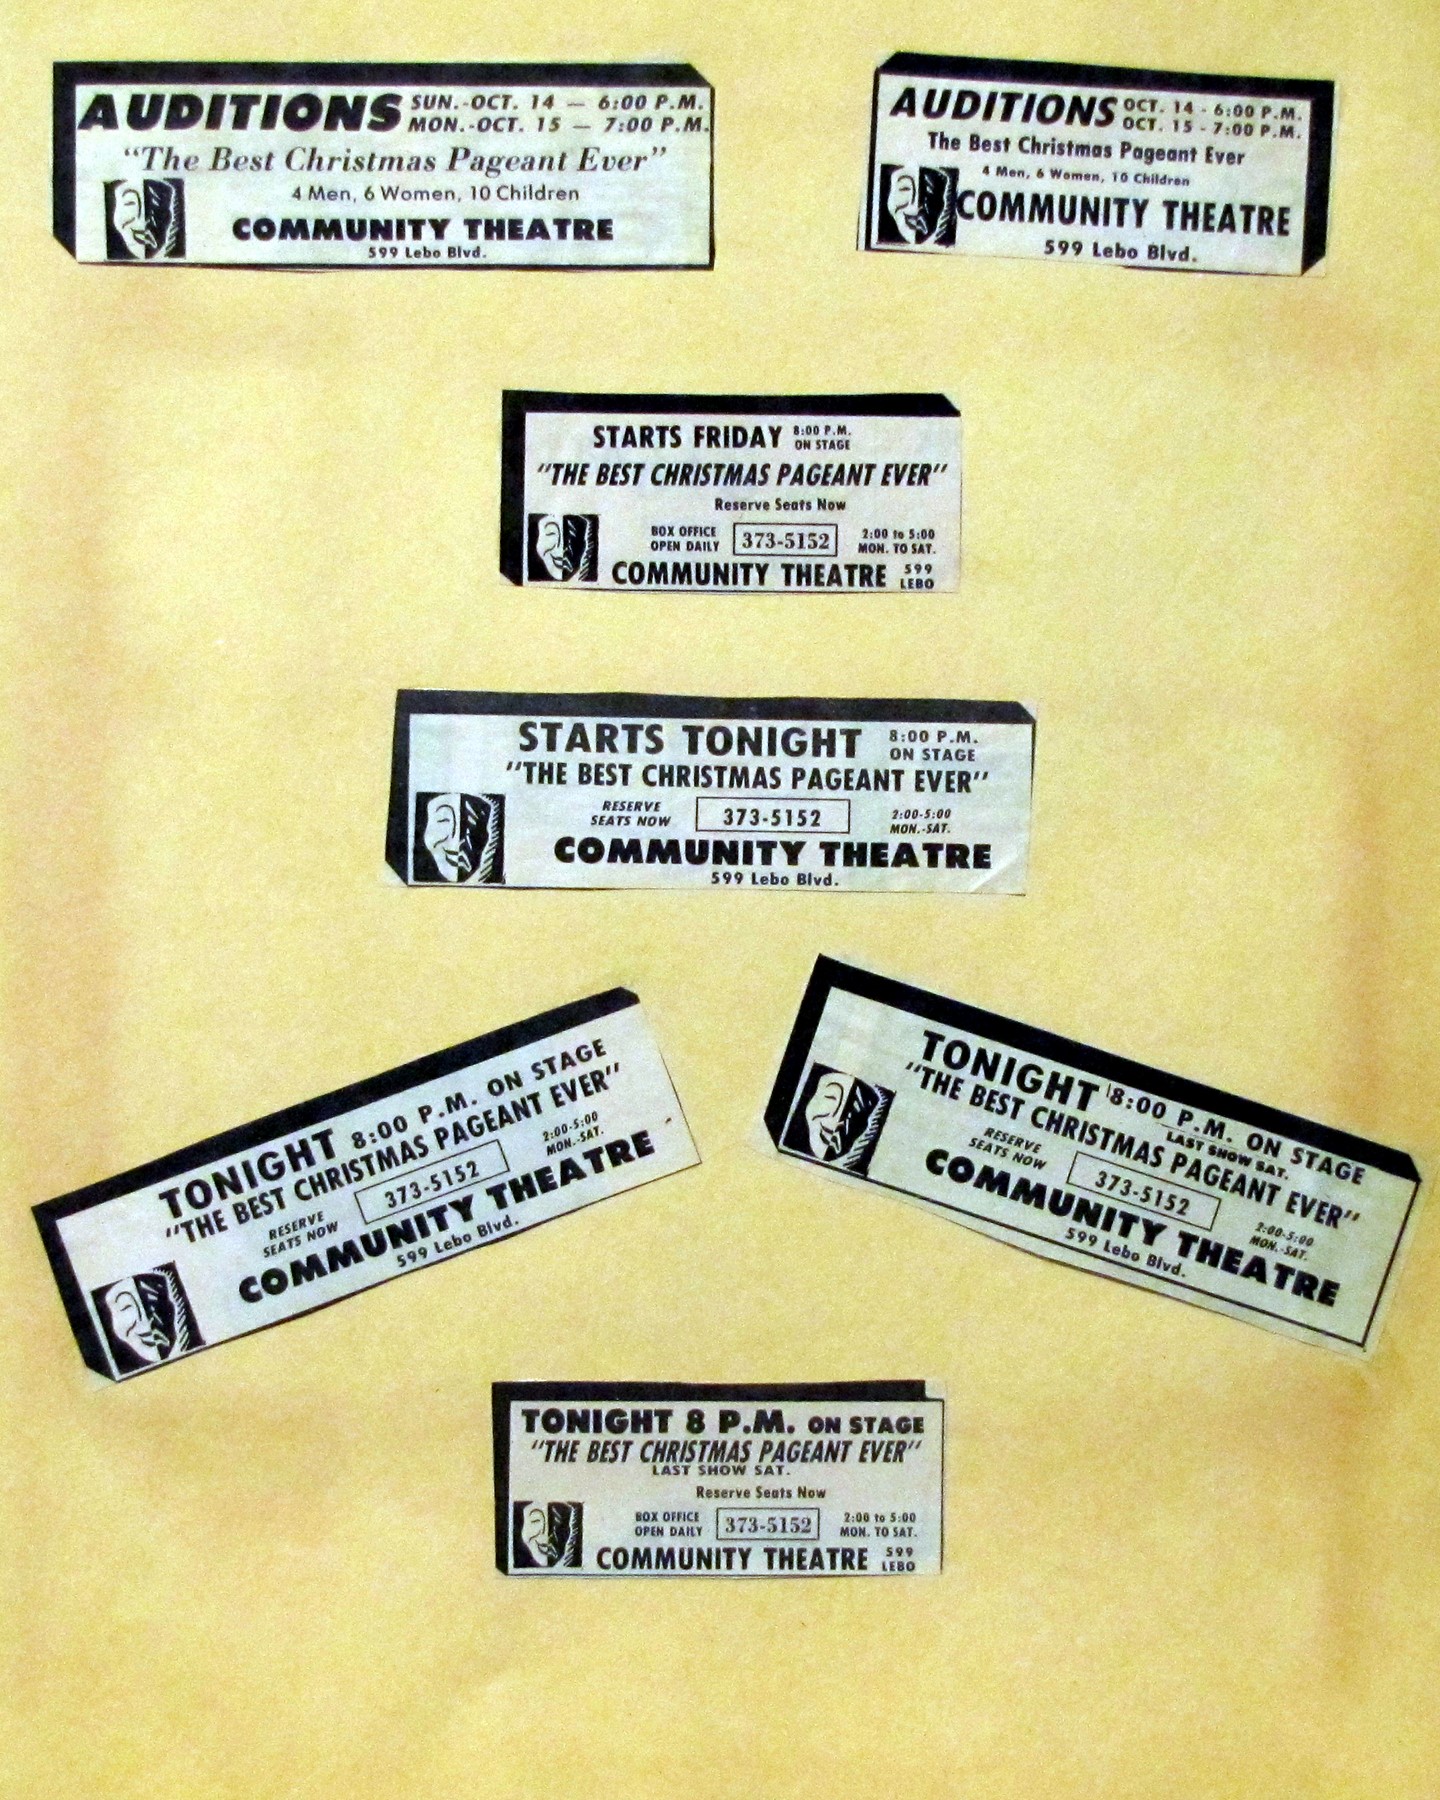 AUDITIONS SUN.-OCT. 14 — 6:00 P.M.
MON.-OCT. 15 — 7:00 P.M.
"The Best Christmas Pageant Ever"
4 Men, 6 Women, 10 Children
COMMUNITY THEATRE
599 Lebo Blvd.
AUDITIONS OCT. 14 - 6:00 P.M.
OCT. 15 - 7:00 P.M.
The Best Christmas Pageant Ever
4 Men, 6 Women, 10 Children
COMMUNITY THEATRE
599 Lebo Blvd.
STARTS FRIDAY 8:00 P.M.
ON STAGE
"THE BEST CHRISTMAS PAGEANT EVER"
Reserve Seats Now
BOX OFFICE
OPEN DAILY
373-5152
2:00 to 5:00
MON. TO SAT.
COMMUNITY THEATRE 599
LEBO
STARTS TONIGHT 8:00 P.M.
ON STAGE
"THE BEST CHRISTMAS PAGEANT EVER"
RESERVE
SEATS NOW
373-5152
2:00-5:00
MON.-SAT.
COMMUNITY THEATRE
599 Lebo Blvd.
TONIGHT 8:00 P.M. ON STAGE
"THE BEST CHRISTMAS PAGEANT EVER"
RESERVE
SEATS NOW
373-5152
2:00-5:00
MON.-SAT.
COMMUNITY THEATRE
599 Lebo Blvd.
TONIGHT 8:00 P.M. ON STAGE
LAST SHOW SAT.
"THE BEST CHRISTMAS PAGEANT EVER"
RESERVE
SEATS NOW
373-5152
2:00-5:00
MON.-SAT.
COMMUNITY THEATRE
599 Lebo Blvd.
TONIGHT 8 P.M. ON STAGE
"THE BEST CHRISTMAS PAGEANT EVER"
LAST SHOW SAT.
Reserve Seats Now
BOX OFFICE
OPEN DAILY
373-5152
2:00 to 5:00
MON. TO SAT.
COMMUNITY THEATRE 599
LEBO